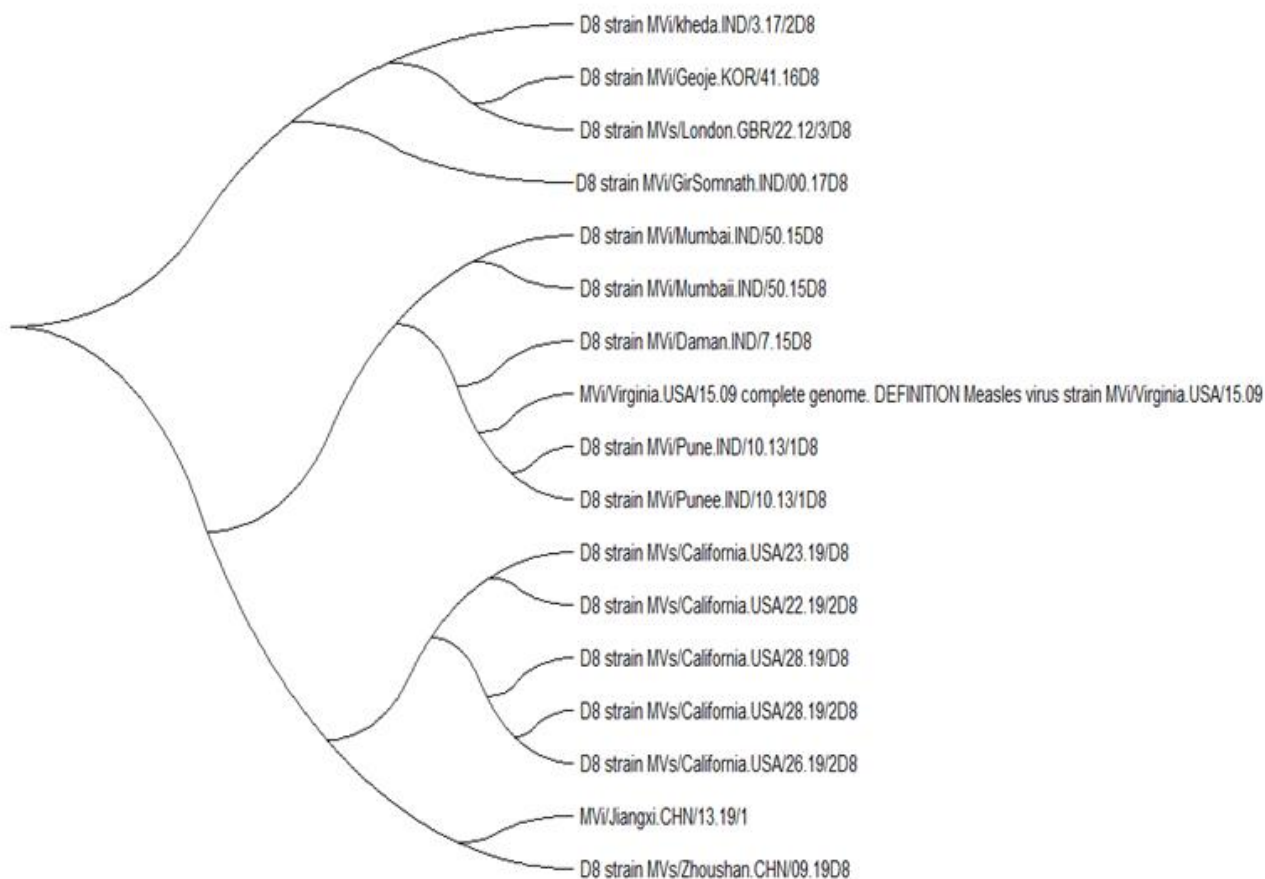 D8 strain MVi/kheda.IND/3.17/2D8
D8 strain MVi/Geoje.KOR/41.16D8
D8 strain MVs/London.GBR/22.12/3/D8
D8 strain MVi/GirSomnath.IND/00.17D8
D8 strain MVi/Mumbai.IND/50.15D8
D8 strain MVi/Mumbaii.IND/50.15D8
D8 strain MVi/Daman.IND/7.15D8
MVi/Virginia.USA/15.09 complete genome. DEFINITION Measles virus strain MVi/Virginia.USA/15.09
D8 strain MVi/Pune.IND/10.13/1D8
D8 strain MVi/Punee.IND/10.13/1D8
D8 strain MVs/California.USA/23.19/D8
D8 strain MVs/California.USA/22.19/2D8
D8 strain MVs/California.USA/28.19/D8
D8 strain MVs/California.USA/28.19/2D8
D8 strain MVs/California.USA/26.19/2D8
MVi/Jiangxi.CHN/13.19/1
D8 strain MVs/Zhoushan.CHN/09.19D8